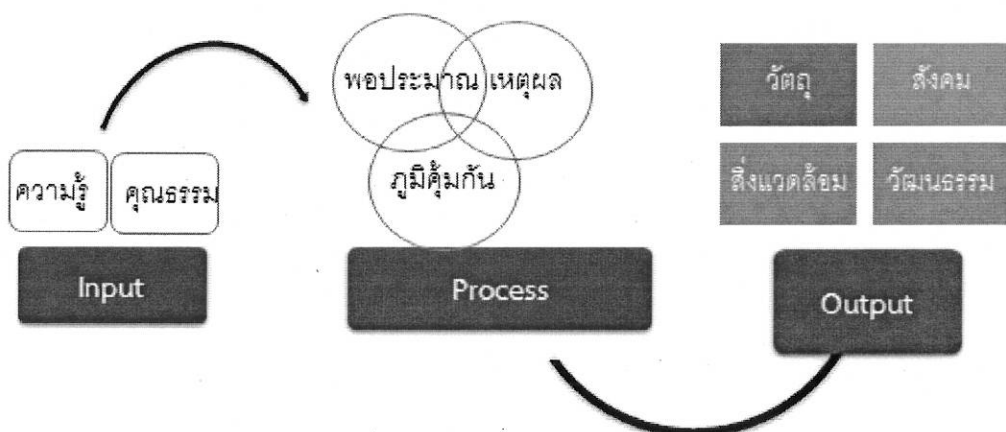 ความรู้
คุณธรรม
Input
พอประมาณ
เหตุผล
ภูมิคุ้มกัน
Process
วัตถุ
สังคม
สิ่งแวดล้อม
วัฒนธรรม
Output